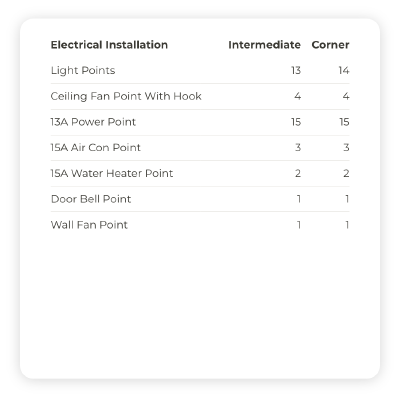 Electrical Installation Intermediate Corner
Light Points 13 14
Ceiling Fan Point With Hook 4 4
13A Power Point 15 15
15A Air Con Point 3 3
15A Water Heater Point 2 2
Door Bell Point 1 1
Wall Fan Point 1 1